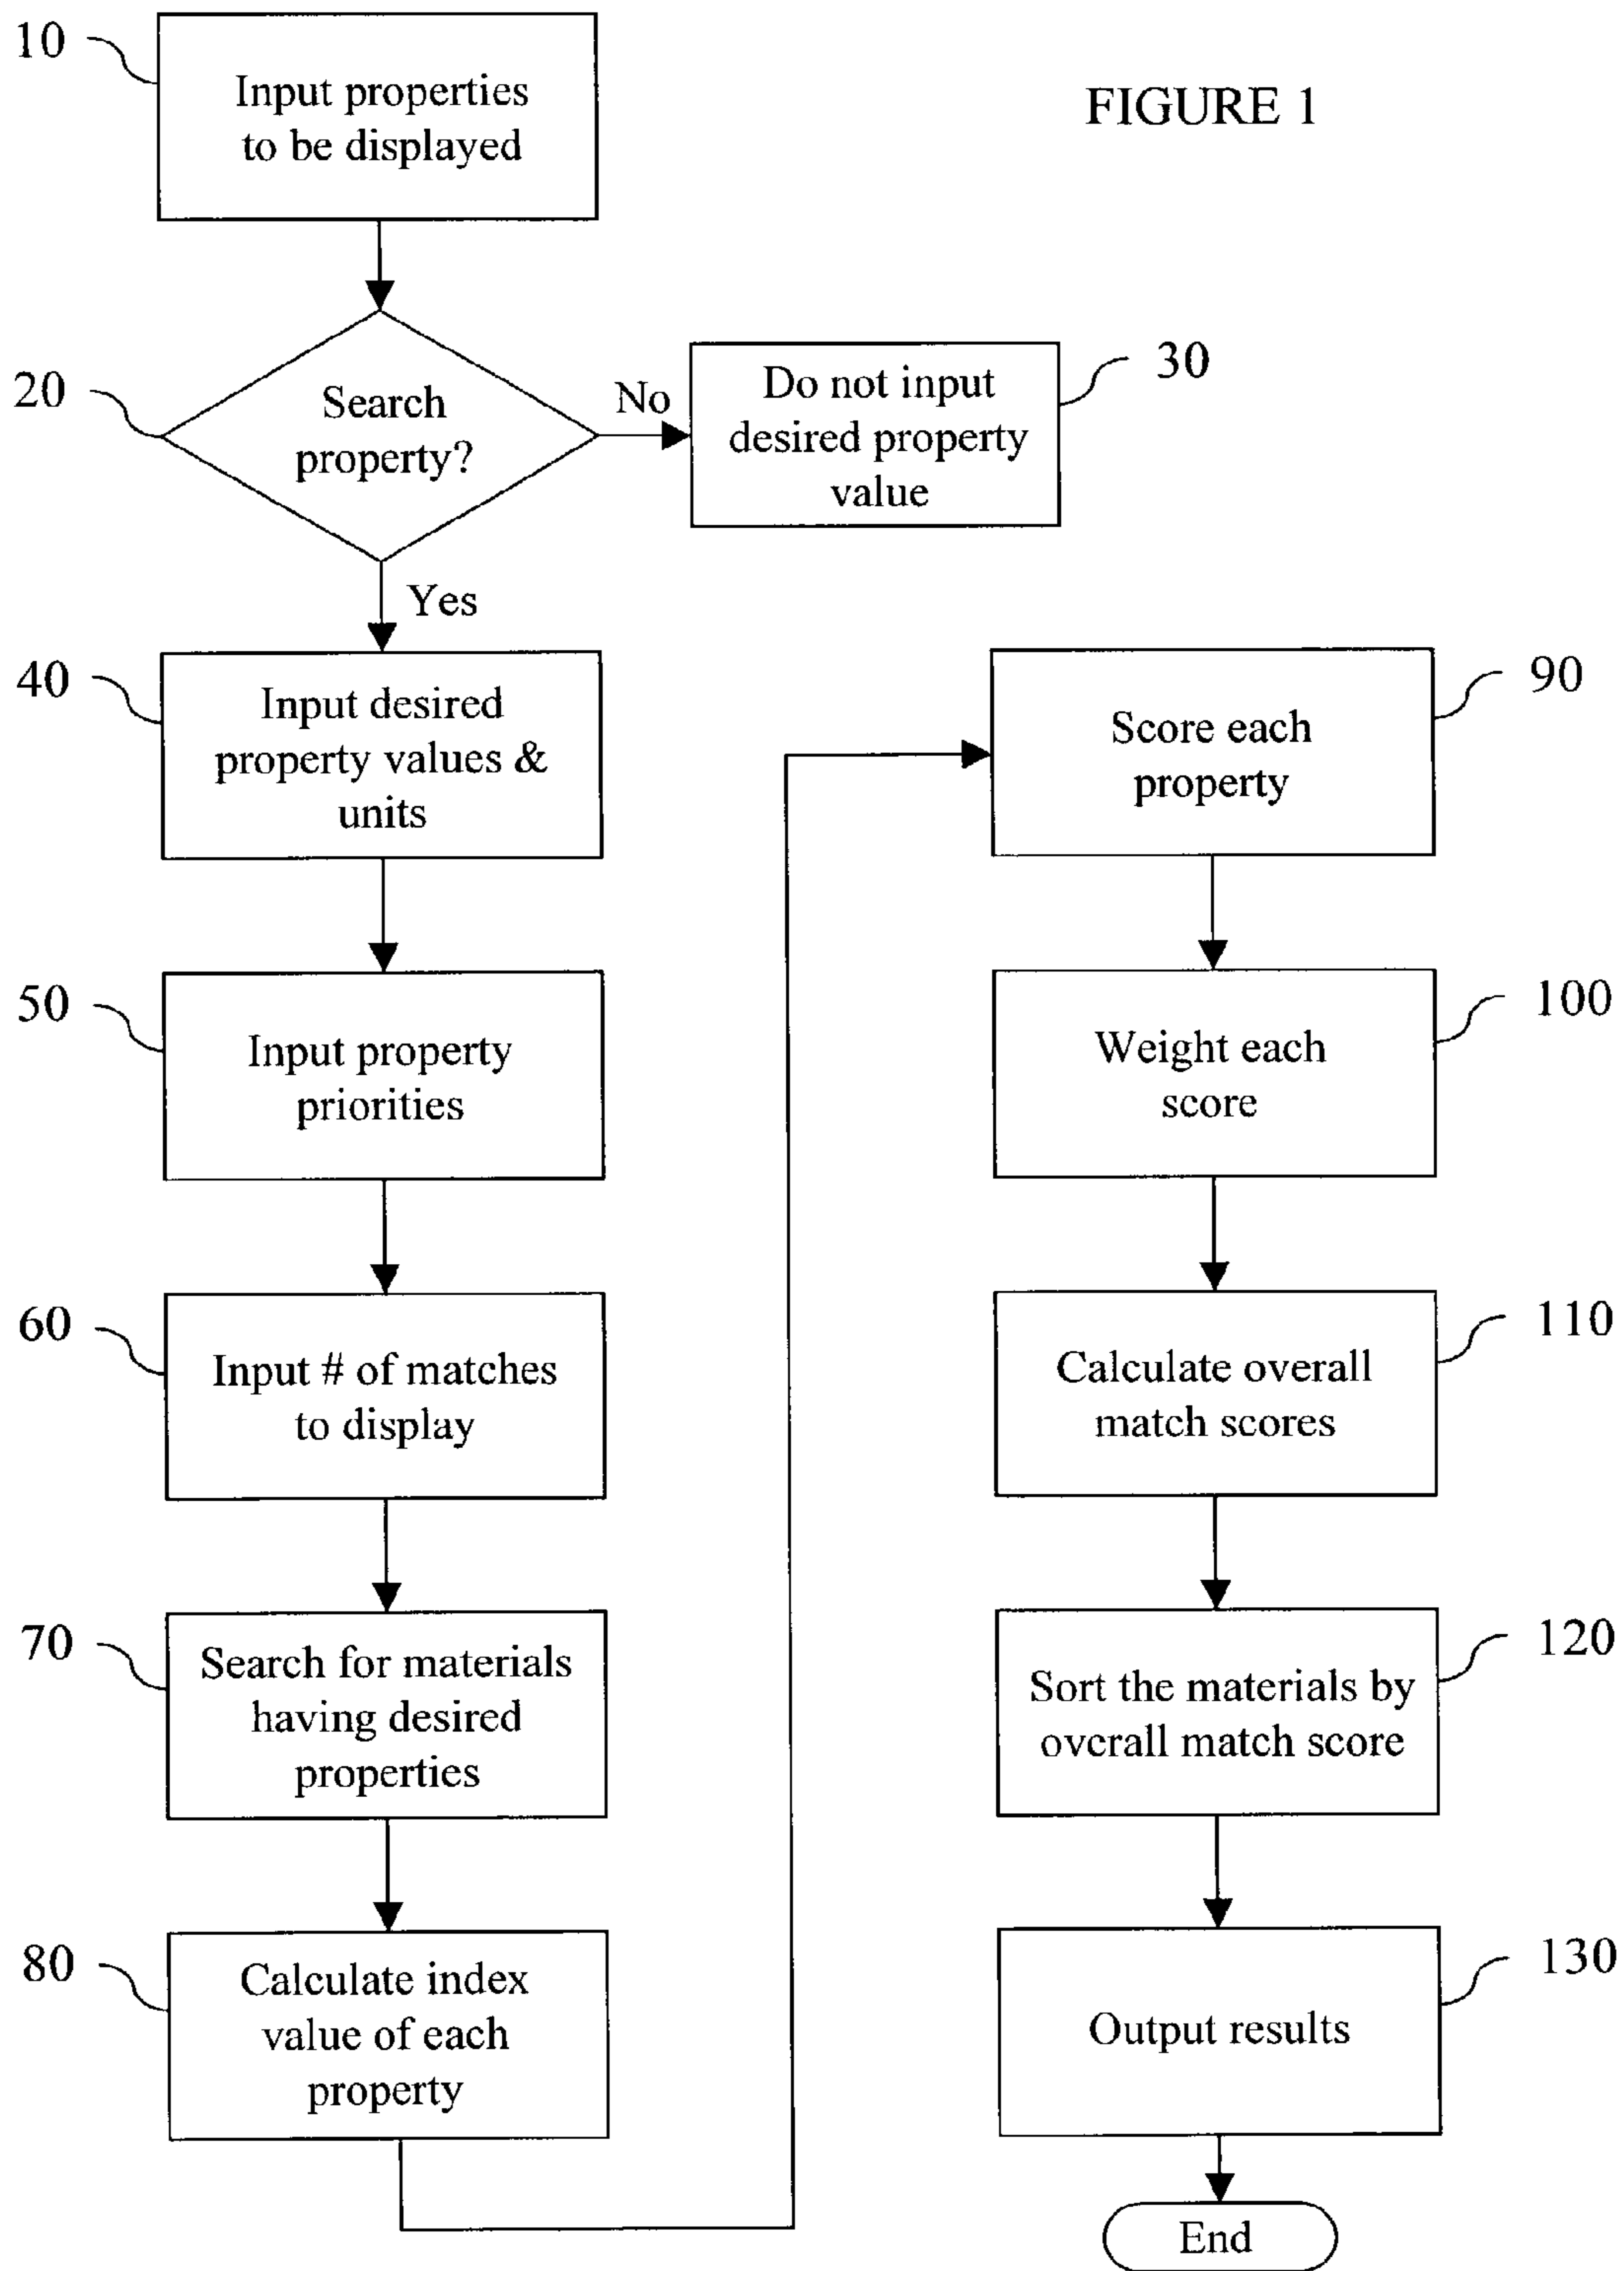 FIGURE 1
10
Input properties
to be displayed
20
Search
property?
No
30
Do not input
desired property
value
Yes
40
Input desired
property values &
units
50
Input property
priorities
60
Input # of matches
to display
70
Search for materials
having desired
properties
80
Calculate index
value of each
property
90
Score each
property
100
Weight each
score
110
Calculate overall
match scores
120
Sort the materials by
overall match score
130
Output results
End